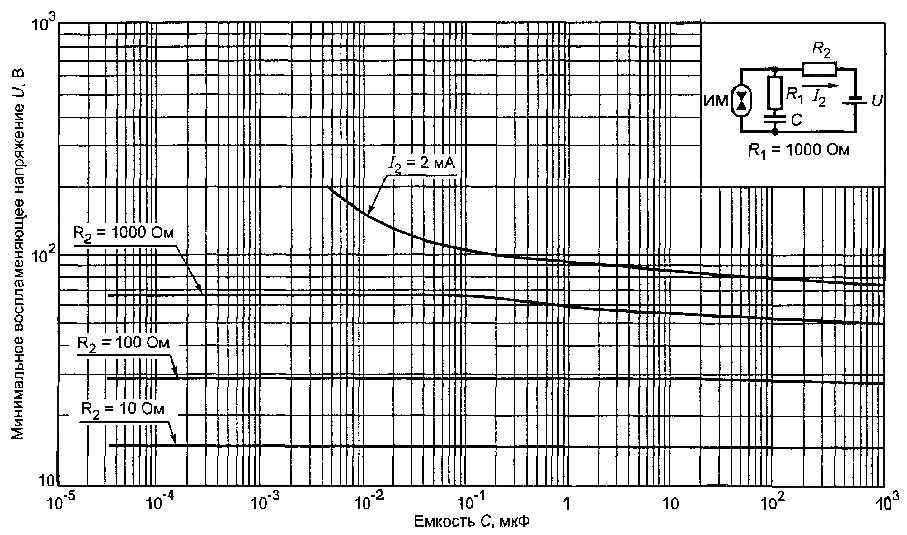 Минимальное воспламеняющее напряжение U, В
10³
10²
10
I₂ = 2 мА
R₂ = 1000 Ом
R₂ = 100 Ом
R₂ = 10 Ом
R₂
ИМ
R₁
I₂
U
C
R₁ = 1000 Ом
10⁻⁵ 10⁻⁴ 10⁻³ 10⁻² 10⁻¹ 1 10 10² 10³
Емкость C, мкФ